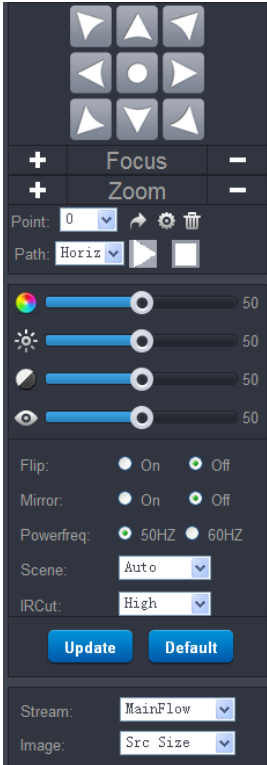 + Focus −
+ Zoom −
Point: 0
Path: Horiz
50
50
50
50
Flip: On Off
Mirror: On Off
Powerfreq: 50HZ 60HZ
Scene: Auto
IRCut: High
Update Default
Stream: MainFlow
Image: Src Size